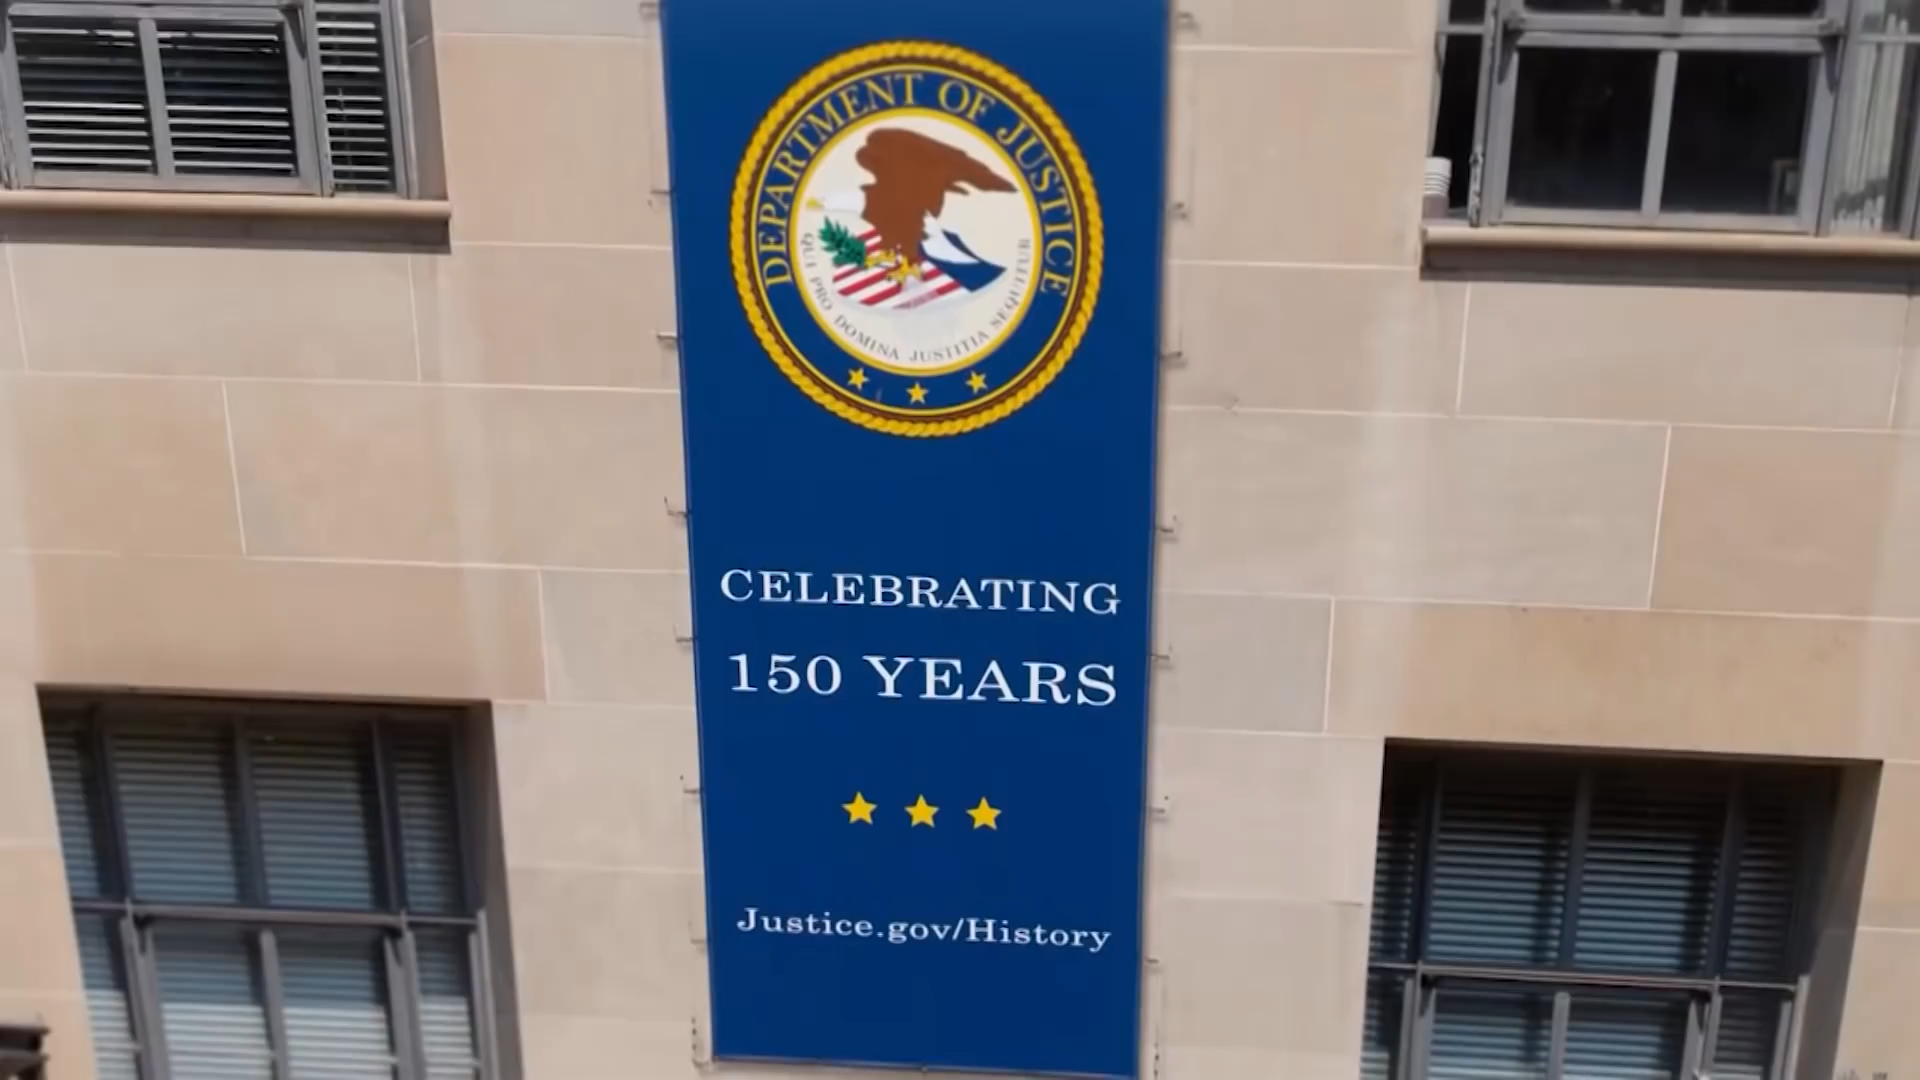 DEPARTMENT OF JUSTICE
QUI PRO DOMINA JUSTITIA SEQUITUR
CELEBRATING
150 YEARS
Justice.gov/History